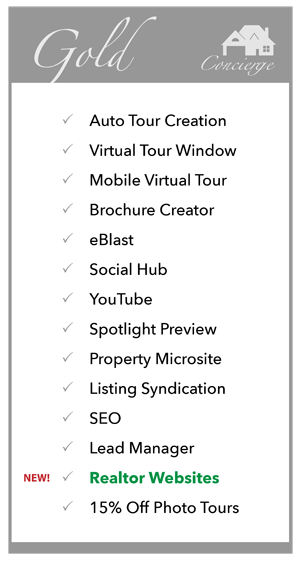 Gold
Concierge
Auto Tour Creation
Virtual Tour Window
Mobile Virtual Tour
Brochure Creator
eBlast
Social Hub
YouTube
Spotlight Preview
Property Microsite
Listing Syndication
SEO
Lead Manager
NEW! Realtor Websites
15% Off Photo Tours